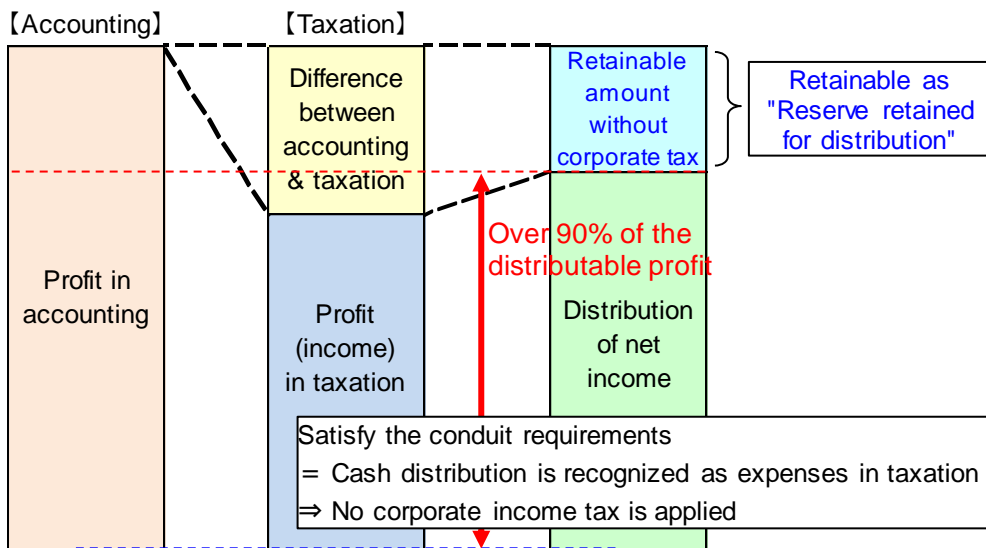 【Accounting】
【Taxation】
Profit in
accounting
Difference
between
accounting
& taxation
Profit
(income)
in taxation
Retainable
amount
without
corporate tax
Retainable as
"Reserve retained
for distribution"
Over 90% of the
distributable profit
Distribution
of net
income
Satisfy the conduit requirements
= Cash distribution is recognized as expenses in taxation
⇒ No corporate income tax is applied